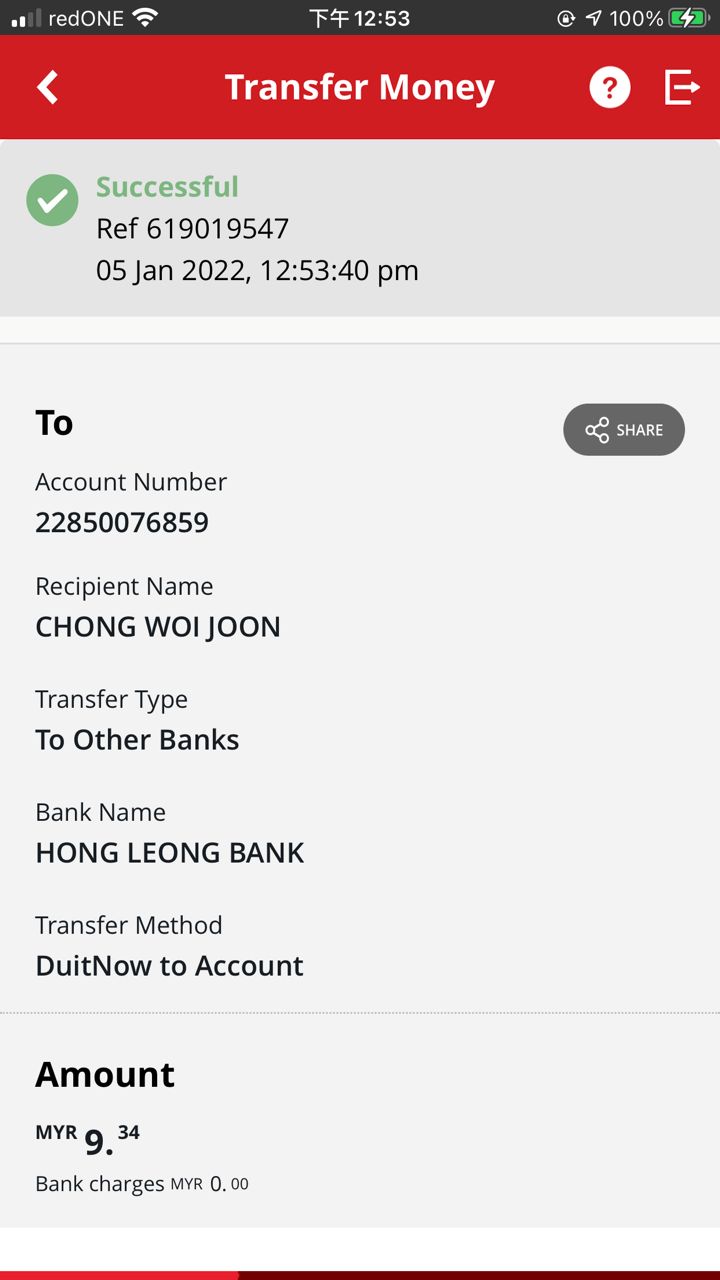 redONE 下午12:53 100%
Transfer Money ?
Successful
Ref 619019547
05 Jan 2022, 12:53:40 pm
To
SHARE
Account Number
22850076859
Recipient Name
CHONG WOI JOON
Transfer Type
To Other Banks
Bank Name
HONG LEONG BANK
Transfer Method
DuitNow to Account
Amount
MYR 9.34
Bank charges MYR 0.00